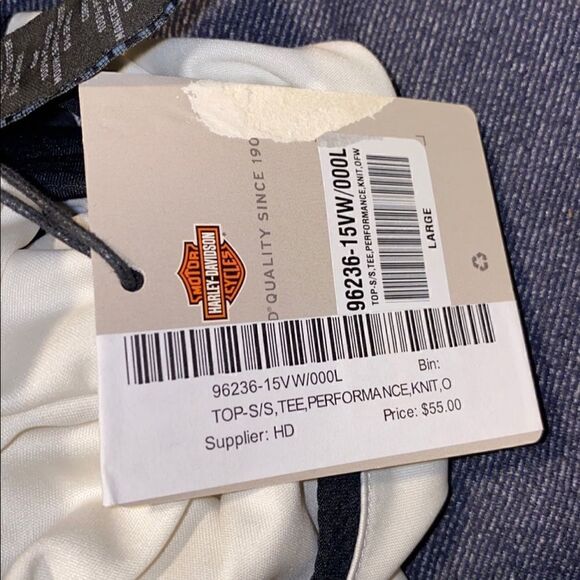 D® QUALITY SINCE 190
MOTOR
HARLEY-DAVIDSON
CYCLES
®
96236-15VW/000L
TOP-S/S,TEE,PERFORMANCE,KNIT,OFW
LARGE
96236-15VW/000L
Bin:
TOP-S/S,TEE,PERFORMANCE,KNIT,O
Supplier: HD
Price: $55.00